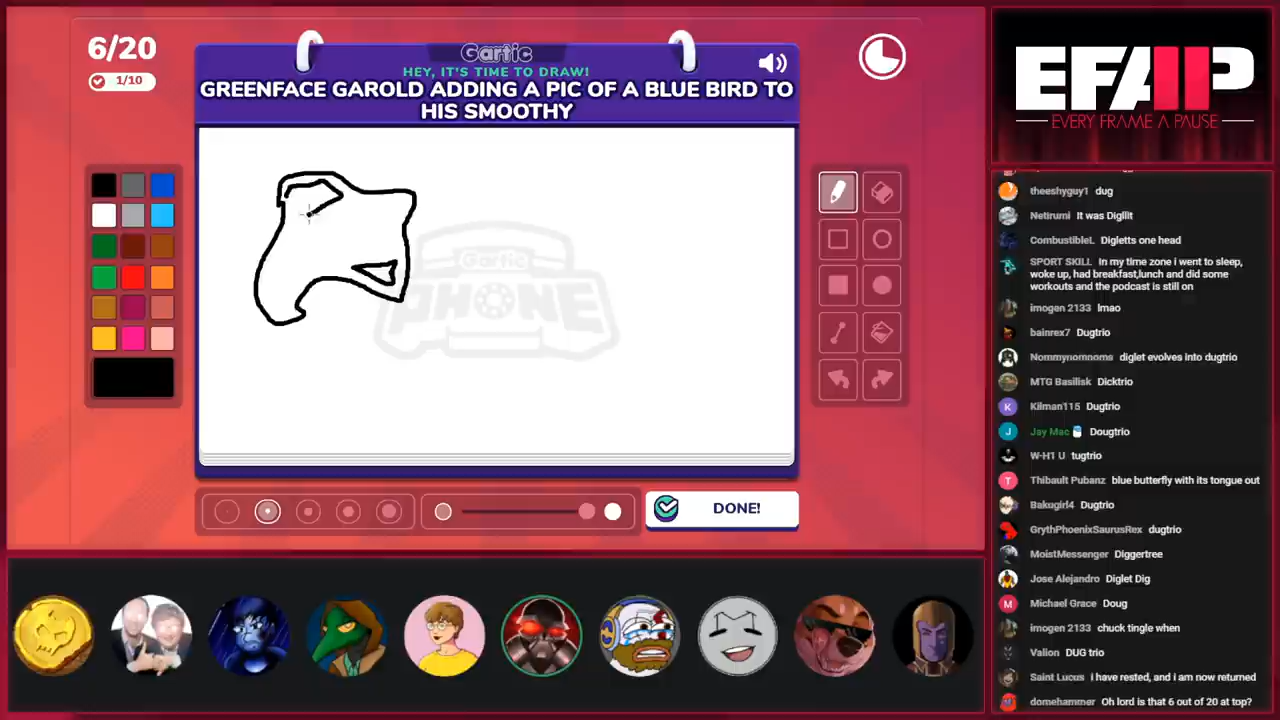 6/20
1/10
Gartic
HEY, IT'S TIME TO DRAW!
GREENFACE GAROLD ADDING A PIC OF A BLUE BIRD TO
HIS SMOOTHY
Gartic
PHONE
DONE!
EFAP
EVERY FRAME A PAUSE
theeshyguy1 dug
Netirumi It was Digllit
CombustibleL Digletts one head
SPORT SKILL In my time zone i went to sleep,
woke up, had breakfast,lunch and did some
workouts and the podcast is still on
imogen 2133 lmao
bainrex7 Dugtrio
Nommynomnoms diglet evolves into dugtrio
MTG Basilisk Dicktrio
Kilman115 Dugtrio
Jay Mac Dougtrio
W-H1 U tugtrio
Thibault Pubanz blue butterfly with its tongue out
Bakugirl4 Dugtrio
GrythPhoenixSaurusRex dugtrio
MoistMessenger Diggertree
Jose Alejandro Diglet Dig
Michael Grace Doug
imogen 2133 chuck tingle when
Valion DUG trio
Saint Lucus i have rested, and i am now returned
domehammer Oh lord is that 6 out of 20 at top?